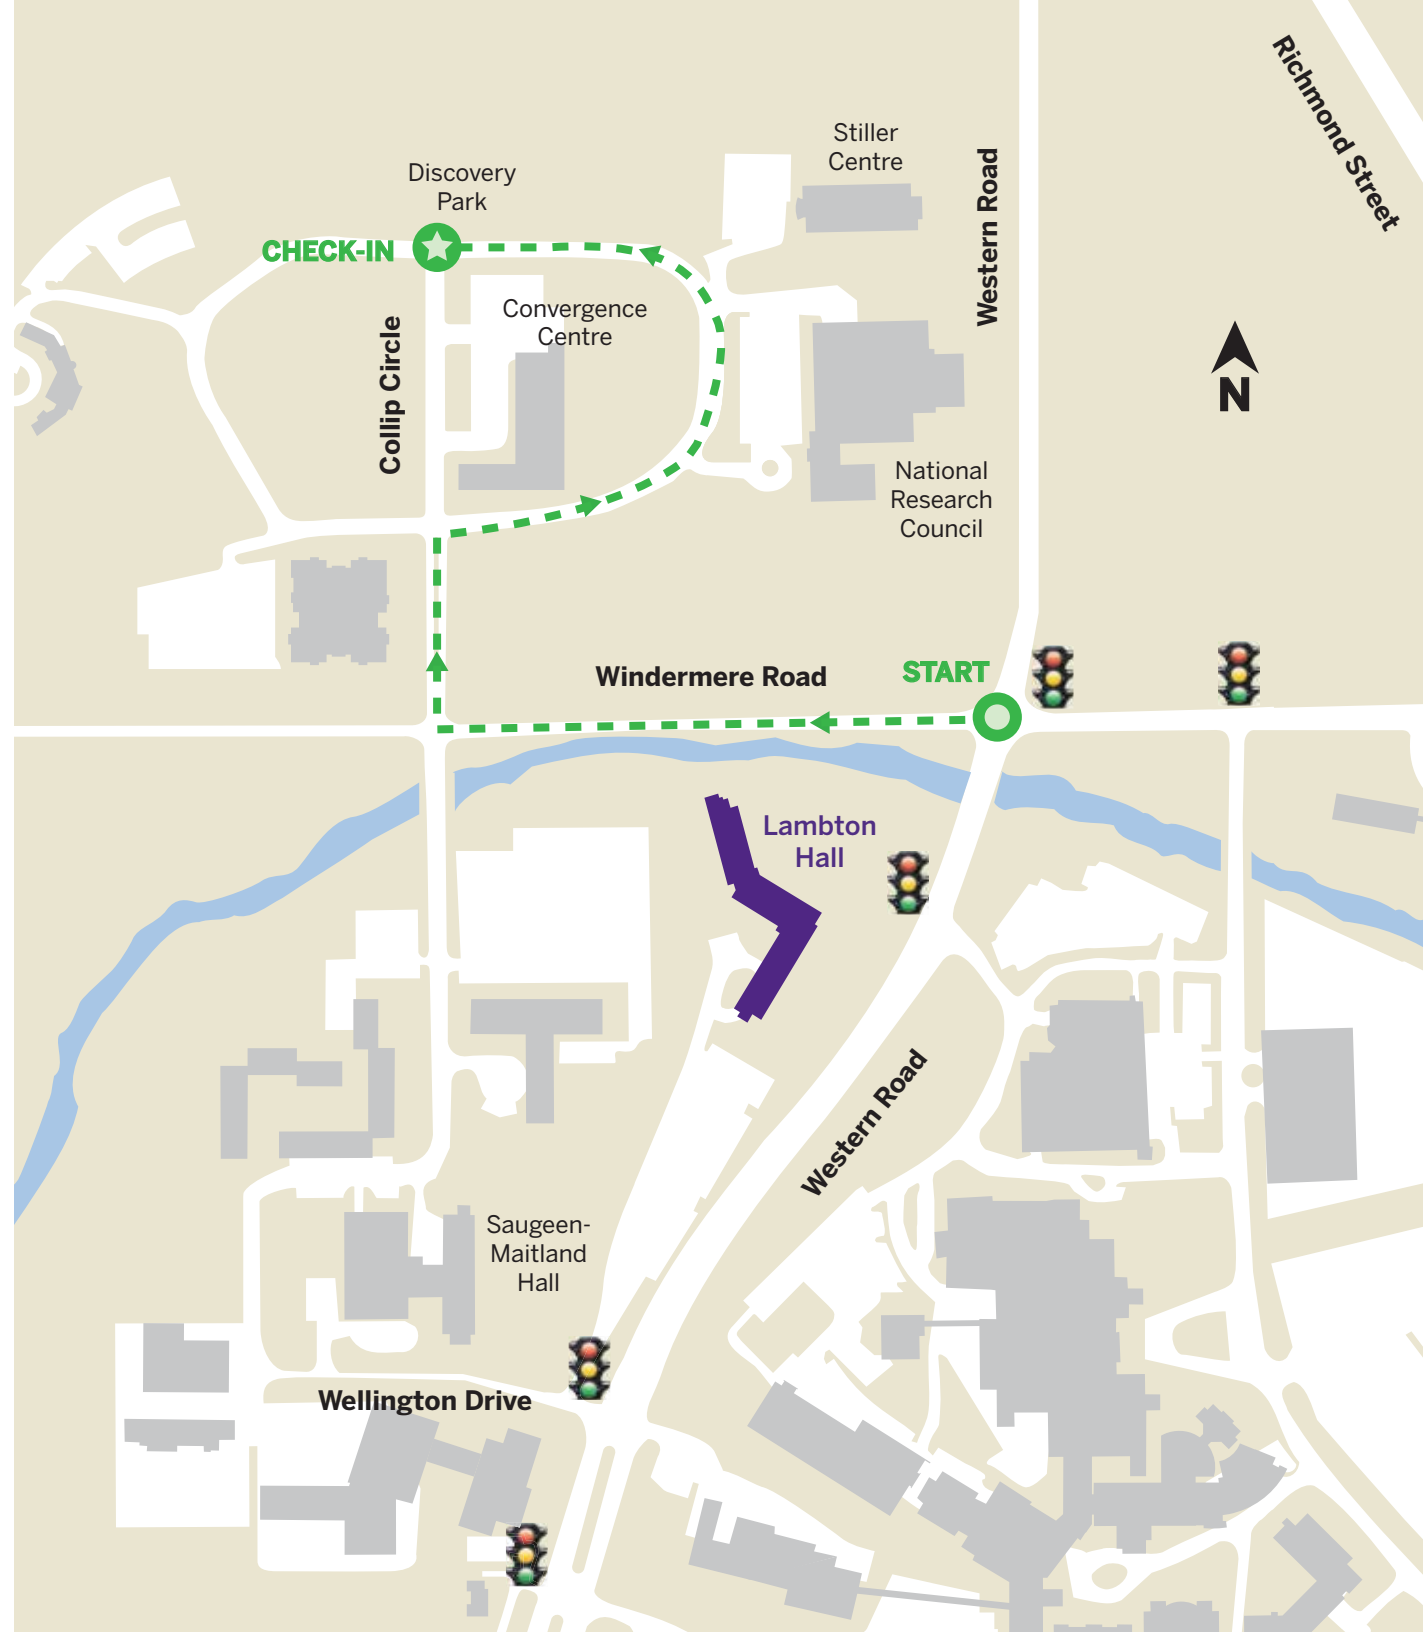 Richmond Street
Stiller
Centre
Western Road
Discovery
Park
CHECK-IN
Convergence
Centre
Collip Circle
N
National
Research
Council
Windermere Road
START
Lambton
Hall
Western Road
Saugeen-
Maitland
Hall
Wellington Drive